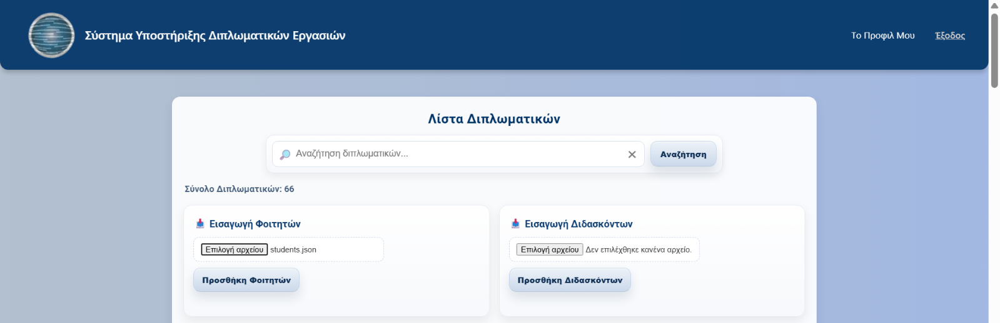 Σύστημα Υποστήριξης Διπλωματικών Εργασιών
Το Προφιλ Μου
Έξοδος
Λίστα Διπλωματικών
Αναζήτηση διπλωματικών...
Αναζήτηση
Σύνολο Διπλωματικών: 66
Εισαγωγή Φοιτητών
Επιλογή αρχείου students.json
Προσθήκη Φοιτητών
Εισαγωγή Διδασκόντων
Επιλογή αρχείου Δεν επιλέχθηκε κανένα αρχείο.
Προσθήκη Διδασκόντων